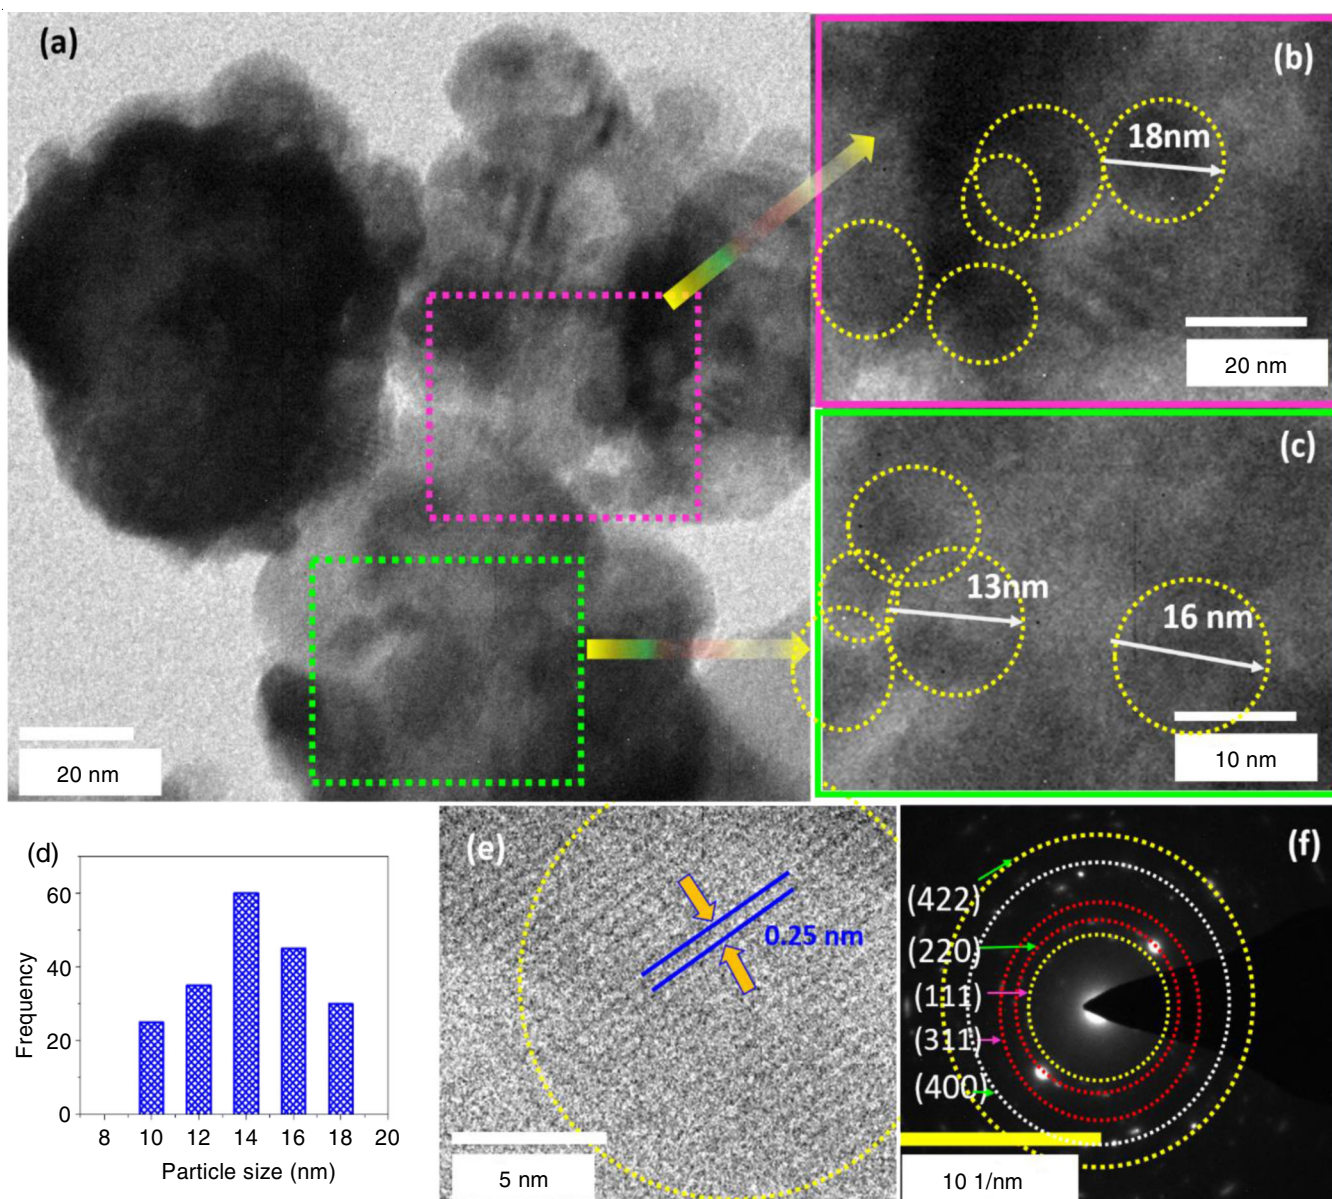 (a)
20 nm
(b)
18nm
20 nm
(c)
13nm
16 nm
10 nm
(d)
Frequency
60
40
20
0
8 10 12 14 16 18 20
Particle size (nm)
(e)
0.25 nm
5 nm
(f)
(422)
(220)
(111)
(311)
(400)
10 1/nm